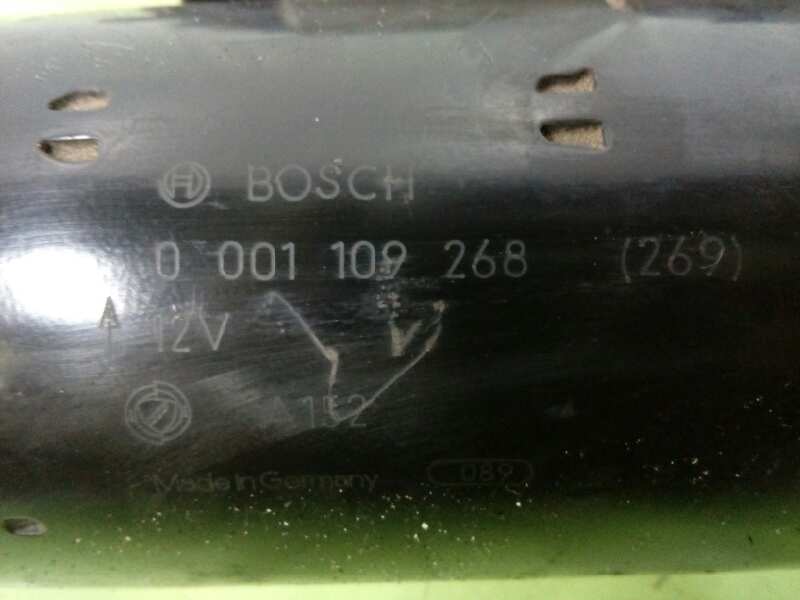 BOSCH
0 001 109 268 (269)
12V
A152
Made in Germany 089